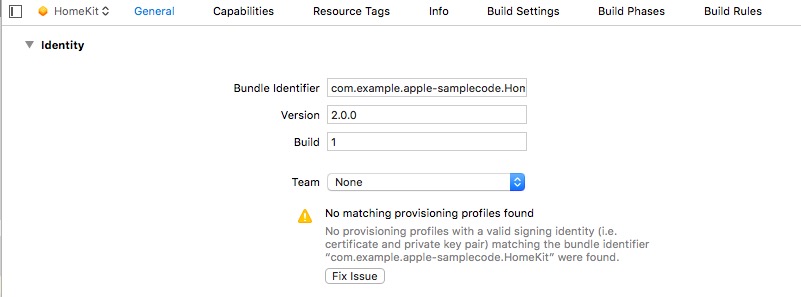 HomeKit General Capabilities Resource Tags Info Build Settings Build Phases Build Rules
Identity
Bundle Identifier com.example.apple-samplecode.Hom
Version 2.0.0
Build 1
Team None
No matching provisioning profiles found
No provisioning profiles with a valid signing identity (i.e.
certificate and private key pair) matching the bundle identifier
“com.example.apple-samplecode.HomeKit” were found.
Fix Issue